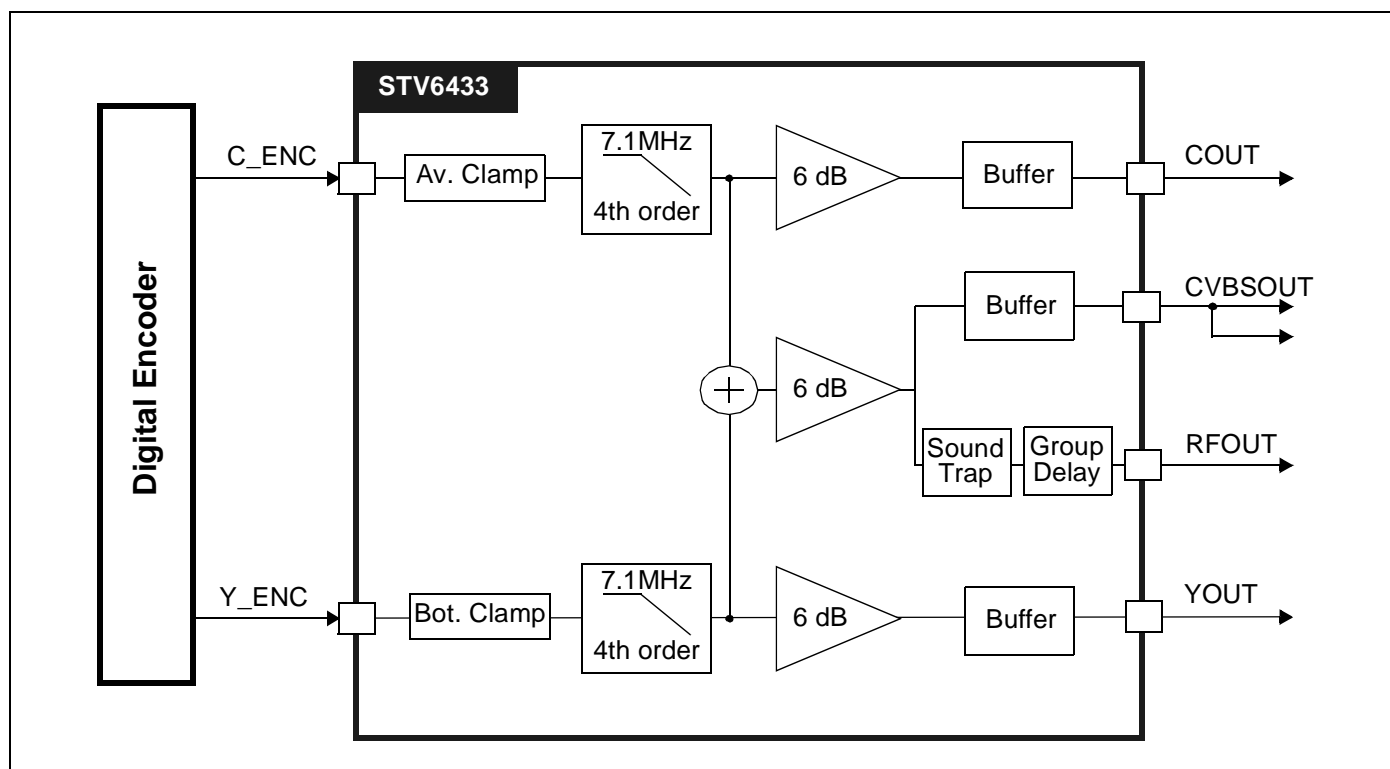 STV6433
Digital Encoder
C_ENC
Av. Clamp
7.1MHz
4th order
6 dB
Buffer
COUT
Buffer
CVBSOUT
+
6 dB
Sound
Trap
Group
Delay
RFOUT
Y_ENC
Bot. Clamp
7.1MHz
4th order
6 dB
Buffer
YOUT